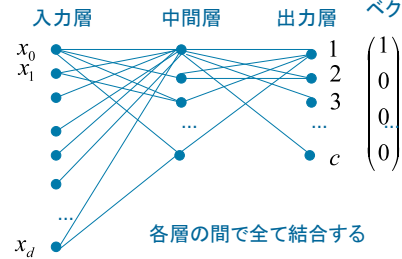 入力層 中間層 出力層 ベク
x₀ 1 1
x₁ 2 0
3 0
... ... ...
c 0
...
x_d
各層の間で全て結合する